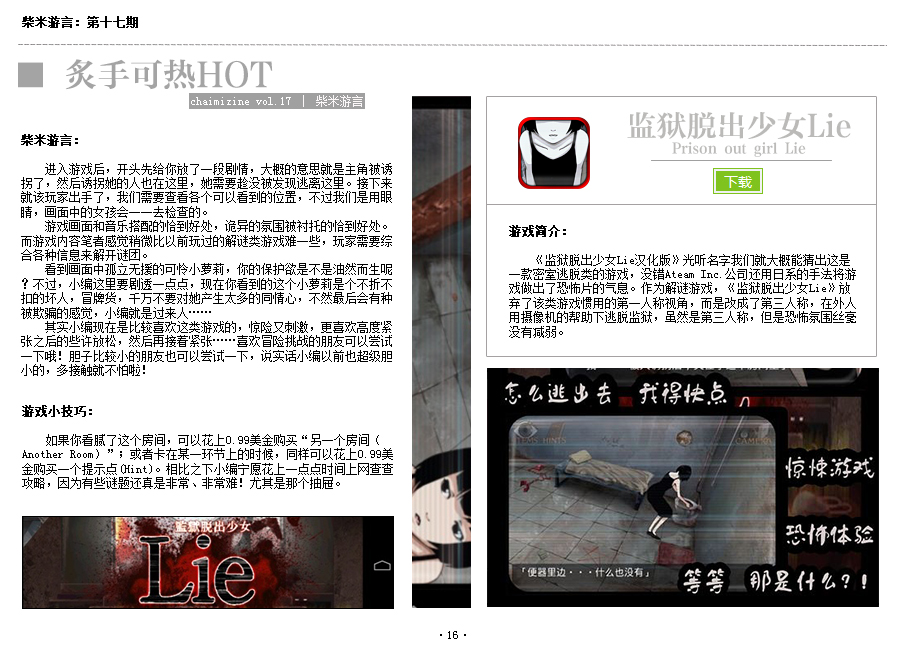 柴米游言：第十七期
炙手可热HOT
chaimizine vol.17 | 柴米游言
柴米游言：
进入游戏后，开头先给你放了一段剧情，大概的意思就是主角被诱
拐了，然后诱拐她的人也在这里，她需要趁没被发现逃离这里。接下来
就该玩家出手了，我们需要查看各个可以看到的位置，不过我们是用眼
睛，画面中的女孩会一一去检查的。
游戏画面和音乐搭配的恰到好处，诡异的氛围被衬托的恰到好处。
而游戏内容笔者感觉稍微比以前玩过的解谜类游戏难一些，玩家需要综
合各种信息来解开谜团。
看到画面中孤立无援的可怜小萝莉，你的保护欲是不是油然而生呢
？不过，小编这里要剧透一点点，现在你看到的这个小萝莉是个不折不
扣的坏人，冒牌货，千万不要对她产生太多的同情心，不然最后会有种
被欺骗的感觉，小编就是过来人……
其实小编现在是比较喜欢这类游戏的，惊险又刺激，更喜欢高度紧
张之后的些许放松，然后再接着紧张……喜欢冒险挑战的朋友可以尝试
一下哦！胆子比较小的朋友也可以尝试一下，说实话小编以前也超级胆
小的，多接触就不怕啦！
游戏小技巧：
如果你看腻了这个房间，可以花上0.99美金购买“另一个房间（
Another Room）”；或者卡在某一环节上的时候，同样可以花上0.99美
金购买一个提示点(Hint)。相比之下小编宁愿花上一点点时间上网查查
攻略，因为有些谜题还真是非常、非常难！尤其是那个抽屉。
监狱脱出少女
Lie
监狱脱出少女Lie
Prison out girl Lie
下载
游戏简介：
《监狱脱出少女Lie汉化版》光听名字我们就大概能猜出这是
一款密室逃脱类的游戏，没错Ateam Inc.公司还用日系的手法将游
戏做出了恐怖片的气息。作为解谜游戏，《监狱脱出少女Lie》放
弃了该类游戏惯用的第一人称视角，而是改成了第三人称，在外人
用摄像机的帮助下逃脱监狱，虽然是第三人称，但是恐怖氛围丝毫
没有减弱。
怎么逃出去 我得快点
ITEMS HINTS
CAMERA
惊悚游戏
恐怖体验
「便器里边・・・什么也没有」
等等 那是什么？！
·16·